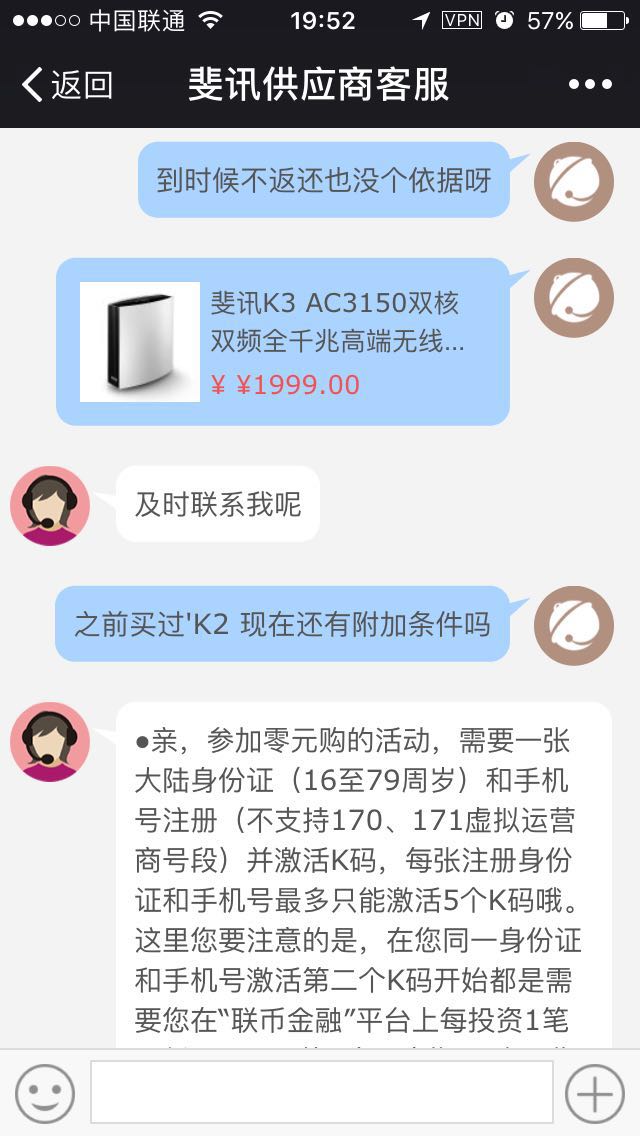 中国联通 19:52 VPN 57%
返回 斐讯供应商客服
到时候不返还也没个依据呀
斐讯K3 AC3150双核
双频全千兆高端无线...
¥ ¥1999.00
及时联系我呢
之前买过'K2 现在还有附加条件吗
●亲，参加零元购的活动，需要一张
大陆身份证（16至79周岁）和手机
号注册（不支持170、171虚拟运营
商号段）并激活K码，每张注册身份
证和手机号最多只能激活5个K码哦。
这里您要注意的是，在您同一身份证
和手机号激活第二个K码开始都是需
要您在“联币金融”平台上每投资1笔